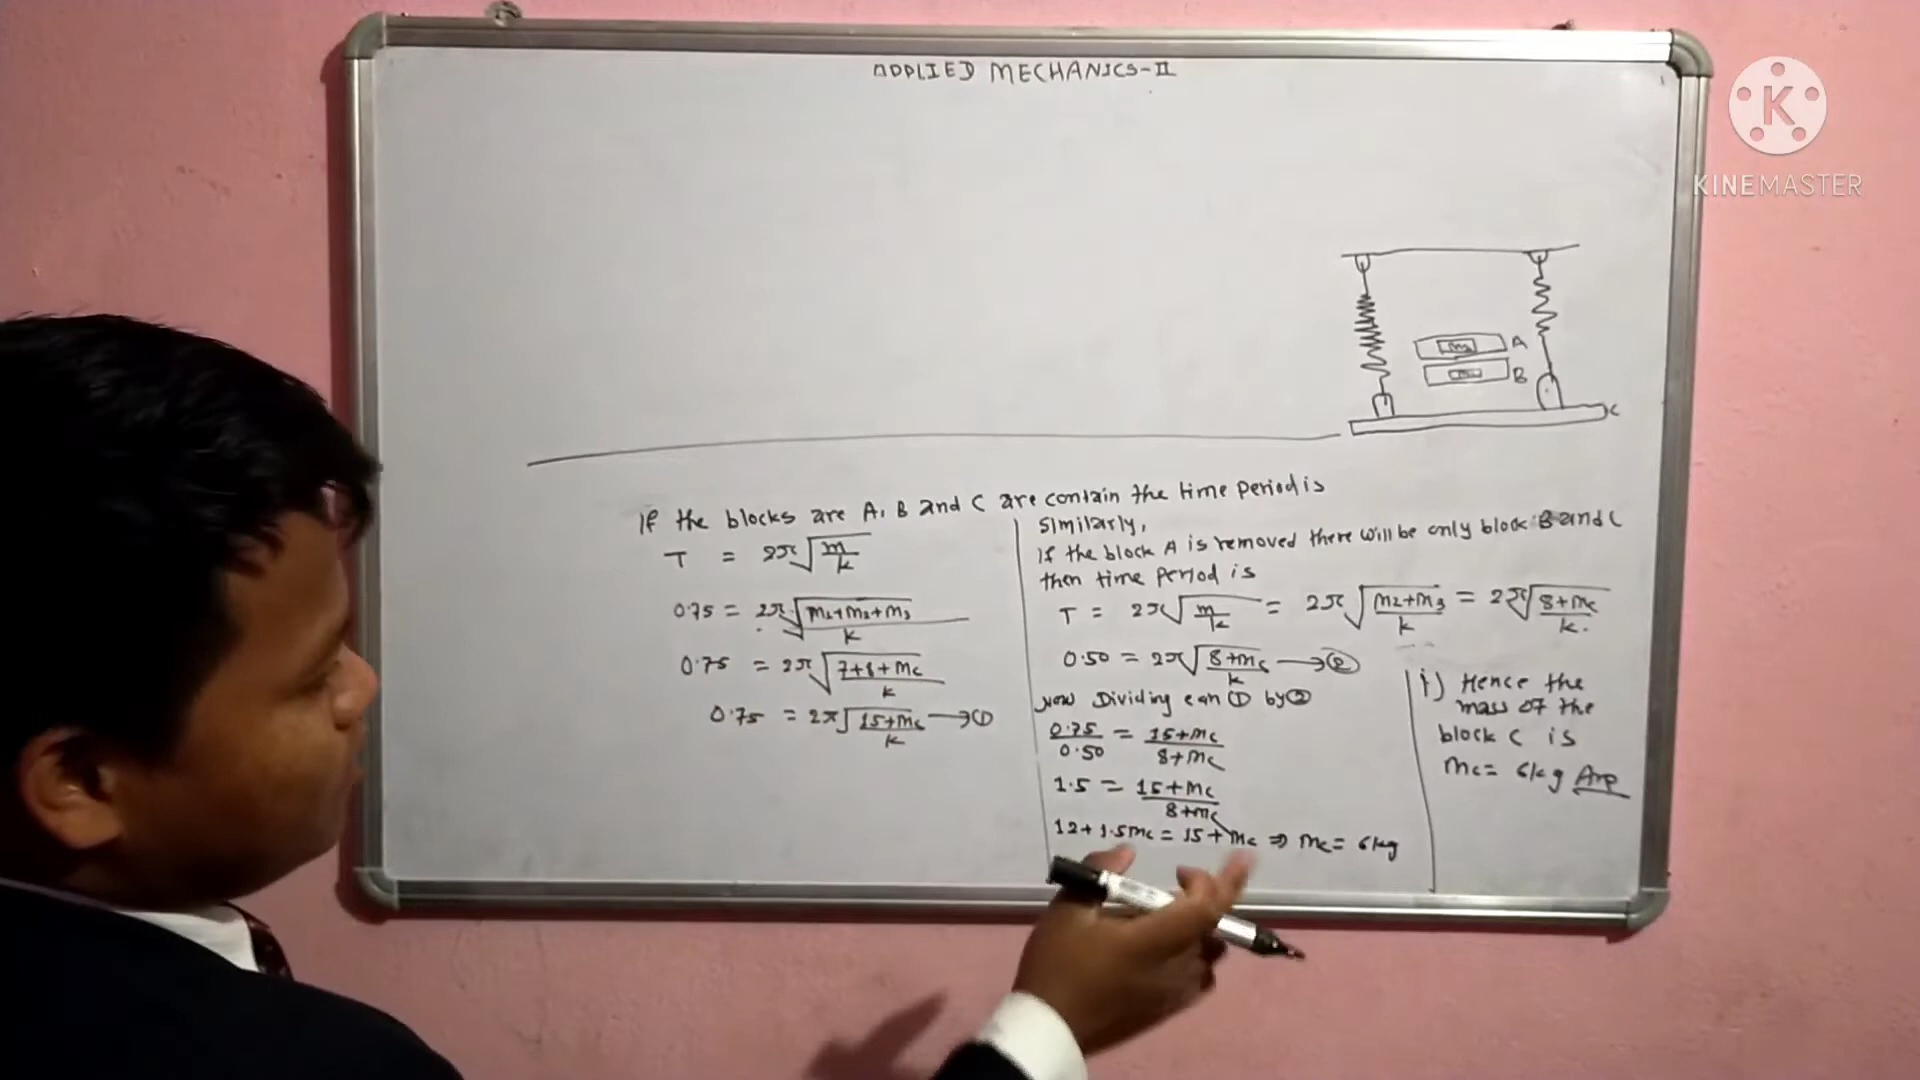 APPLIED MECHANICS-II
KINEMASTER
A
B
C
If the blocks are A, B and C are contain the time period is
T = 2π√m/k
0.75 = 2π√m1+m2+m3/k
0.75 = 2π√7+8+mc/k
0.75 = 2π√15+mc/k →①
Similarly,
If the block A is removed there will be only block B and C
then time period is
T = 2π√m/k = 2π√m2+m3/k = 2π√8+mc/k.
0.50 = 2π√8+mc/k →②
Now Dividing eqn ① by ②
0.75/0.50 = 15+mc/8+mc
1.5 = 15+mc/8+mc
12+1.5mc = 15+mc ⇒ mc = 6kg
i) Hence the
mass of the
block C is
mc = 6kg Ans